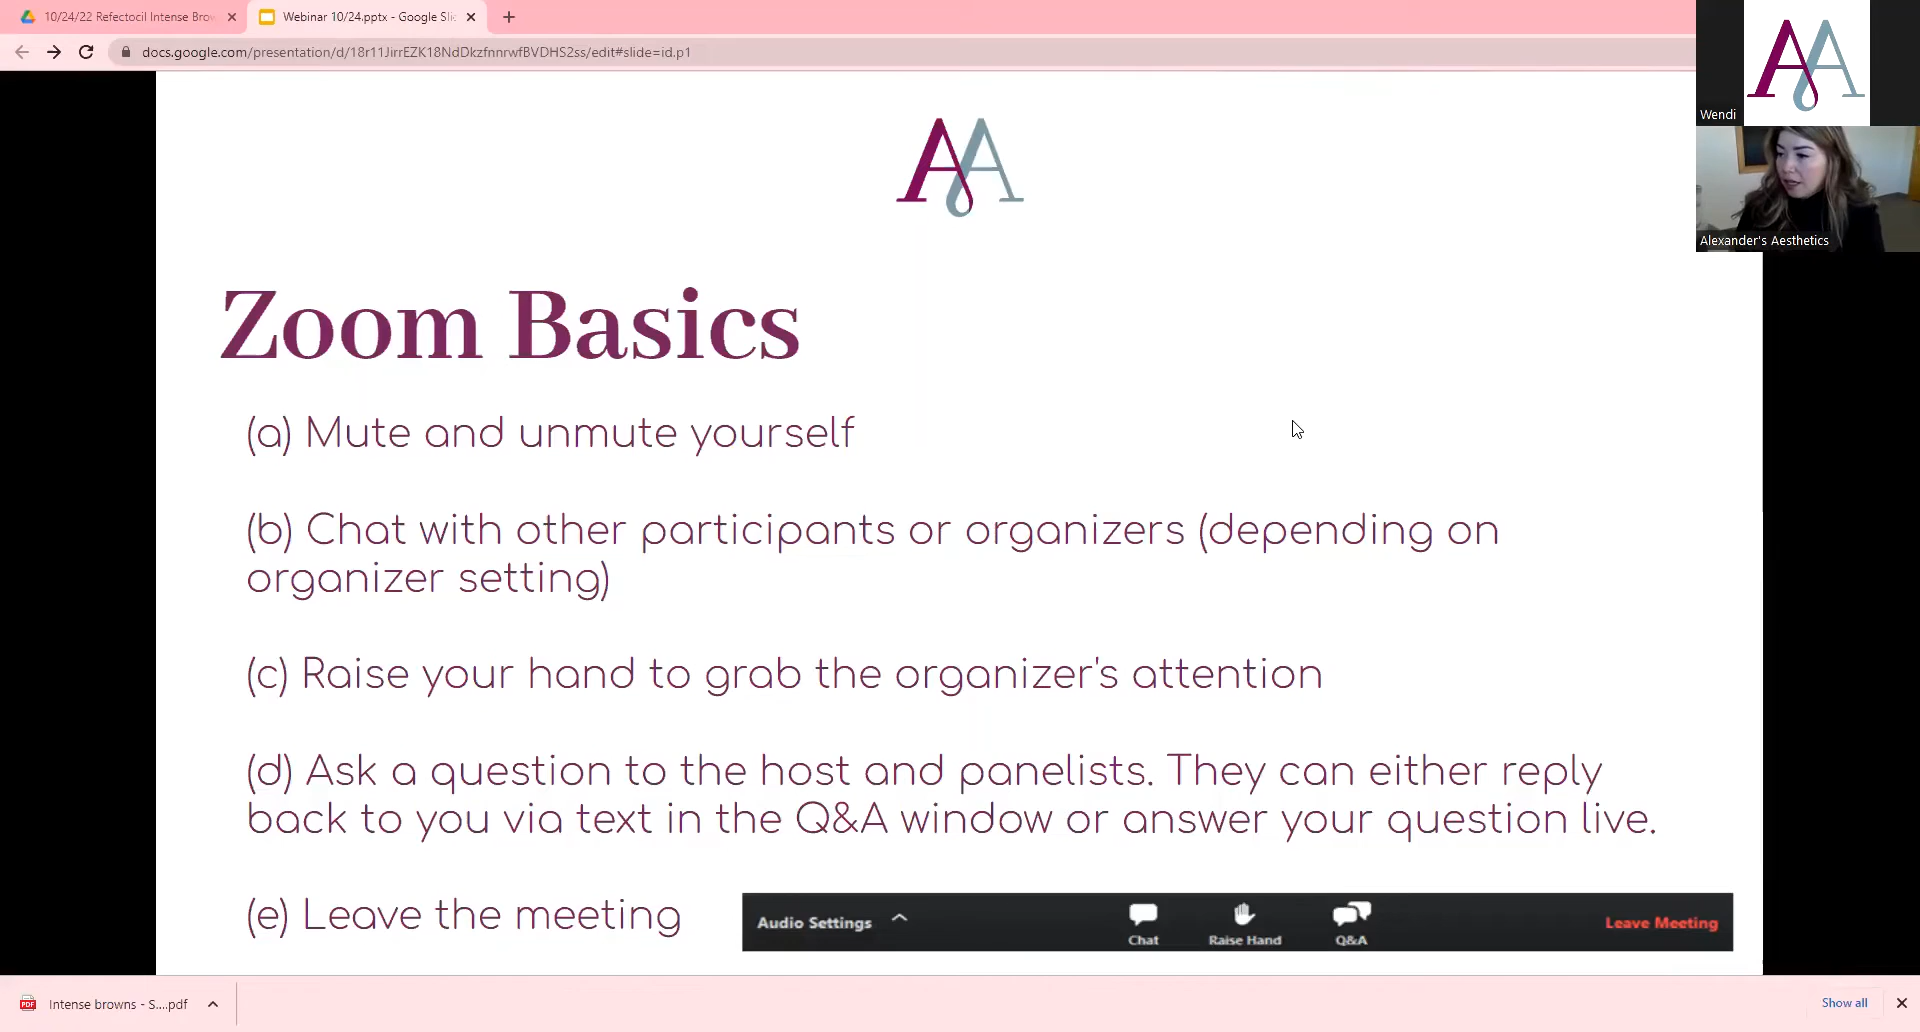 10/24/22 Refectocil Intense Bro
Webinar 10/24.pptx - Google Sli
docs.google.com/presentation/d/18r11JirrEZK18NdDkzfnnrwfBVDHS2ss/edit#slide=id.p1
Wendi
Alexander's Aesthetics
AA
Zoom Basics
(a) Mute and unmute yourself
(b) Chat with other participants or organizers (depending on
organizer setting)
(c) Raise your hand to grab the organizer's attention
(d) Ask a question to the host and panelists. They can either reply
back to you via text in the Q&A window or answer your question live.
(e) Leave the meeting
Audio Settings
Chat
Raise Hand
Q&A
Leave Meeting
Intense browns - S....pdf
Show all